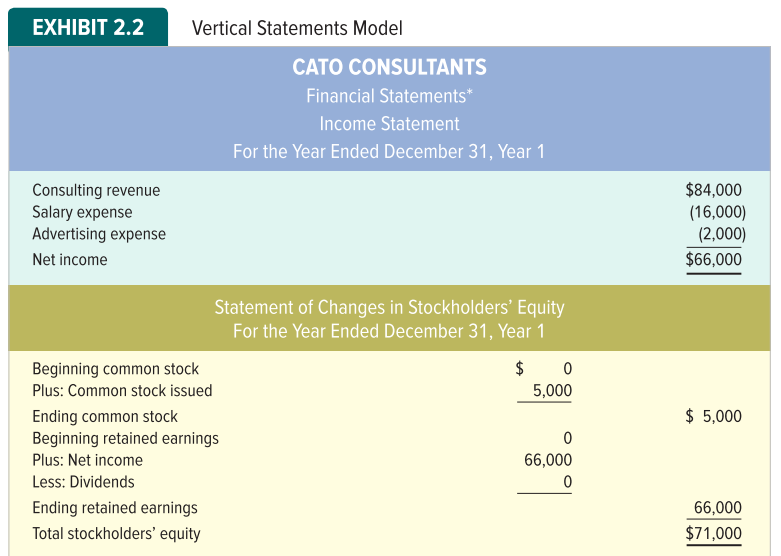 EXHIBIT 2.2 Vertical Statements Model
CATO CONSULTANTS
Financial Statements*
Income Statement
For the Year Ended December 31, Year 1
Consulting revenue $84,000
Salary expense (16,000)
Advertising expense (2,000)
Net income $66,000
Statement of Changes in Stockholders’ Equity
For the Year Ended December 31, Year 1
Beginning common stock $ 0
Plus: Common stock issued 5,000
Ending common stock $ 5,000
Beginning retained earnings 0
Plus: Net income 66,000
Less: Dividends 0
Ending retained earnings 66,000
Total stockholders’ equity $71,000